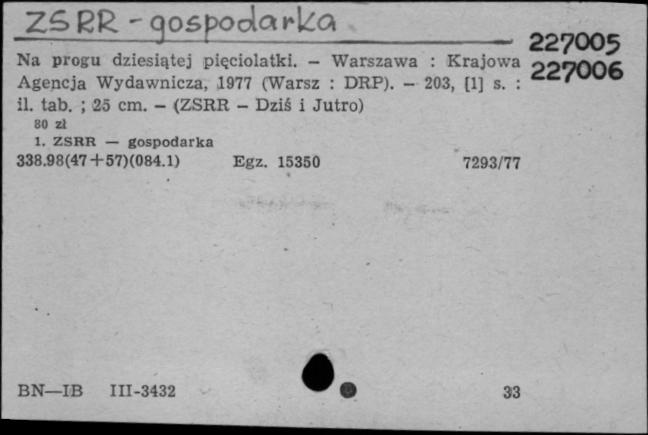 ZSRR - gospodarka
227005
Na progu dziesiątej pięciolatki. — Warszawa : Krajowa
227006
Agencja Wydawnicza, 1977 (Warsz : DRP). — 203, [1] s. :
il. tab. ; 25 cm. — (ZSRR — Dziś i Jutro)
80 zł
1. ZSRR — gospodarka
338.98(47+57)(084.1) Egz. 15350 7293/77
BN—IB III-3432 33